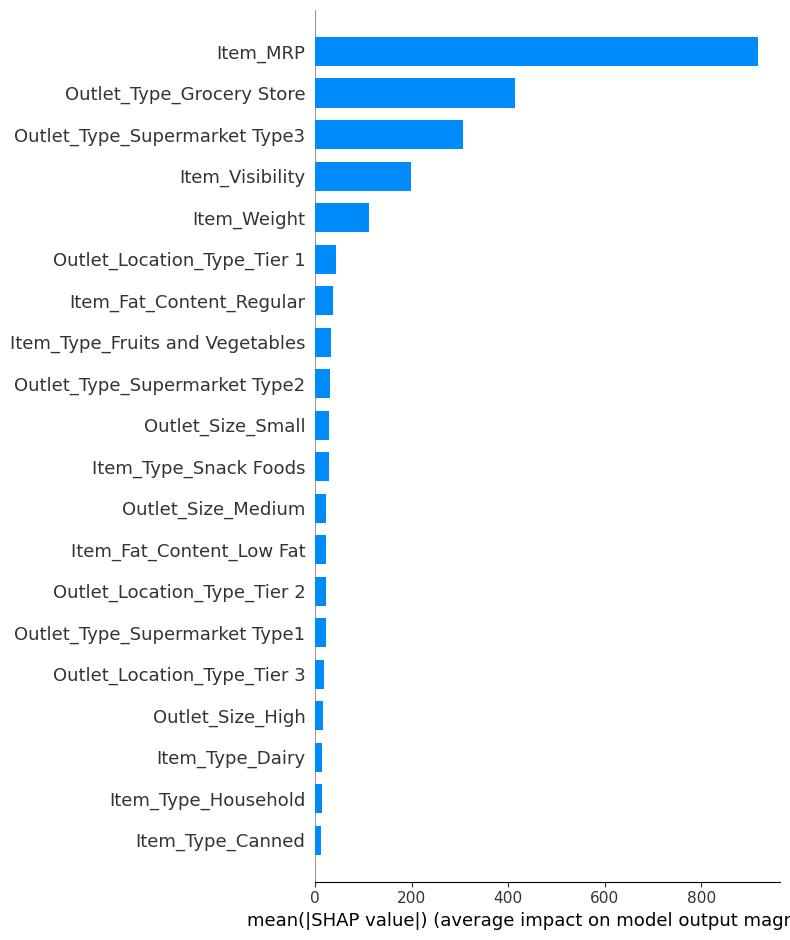 Item_MRP
Outlet_Type_Grocery Store
Outlet_Type_Supermarket Type3
Item_Visibility
Item_Weight
Outlet_Location_Type_Tier 1
Item_Fat_Content_Regular
Item_Type_Fruits and Vegetables
Outlet_Type_Supermarket Type2
Outlet_Size_Small
Item_Type_Snack Foods
Outlet_Size_Medium
Item_Fat_Content_Low Fat
Outlet_Location_Type_Tier 2
Outlet_Type_Supermarket Type1
Outlet_Location_Type_Tier 3
Outlet_Size_High
Item_Type_Dairy
Item_Type_Household
Item_Type_Canned
0 200 400 600 800
mean(|SHAP value|) (average impact on model output magn